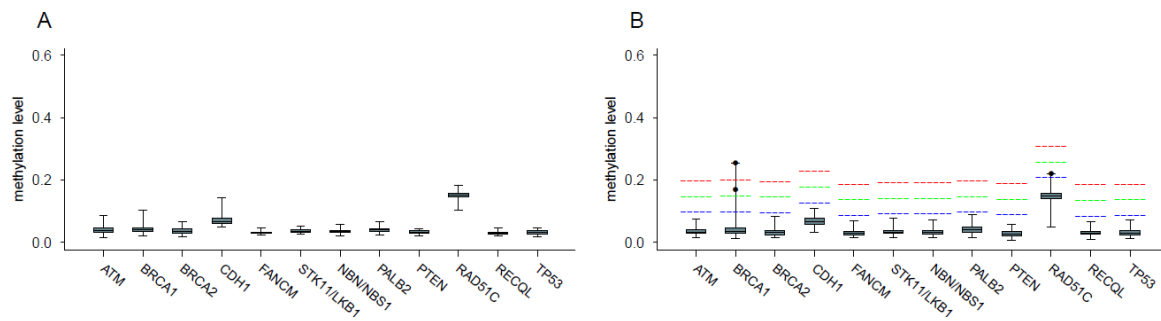 A
0.6
0.4
0.2
0.0
methylation level
ATM
BRCA1
BRCA2
CDH1
FANCM
STK11/LKB1
NBN/NBS1
PALB2
PTEN
RAD51C
RECQL
TP53
B
0.6
0.4
0.2
0.0
methylation level
ATM
BRCA1
BRCA2
CDH1
FANCM
STK11/LKB1
NBN/NBS1
PALB2
PTEN
RAD51C
RECQL
TP53